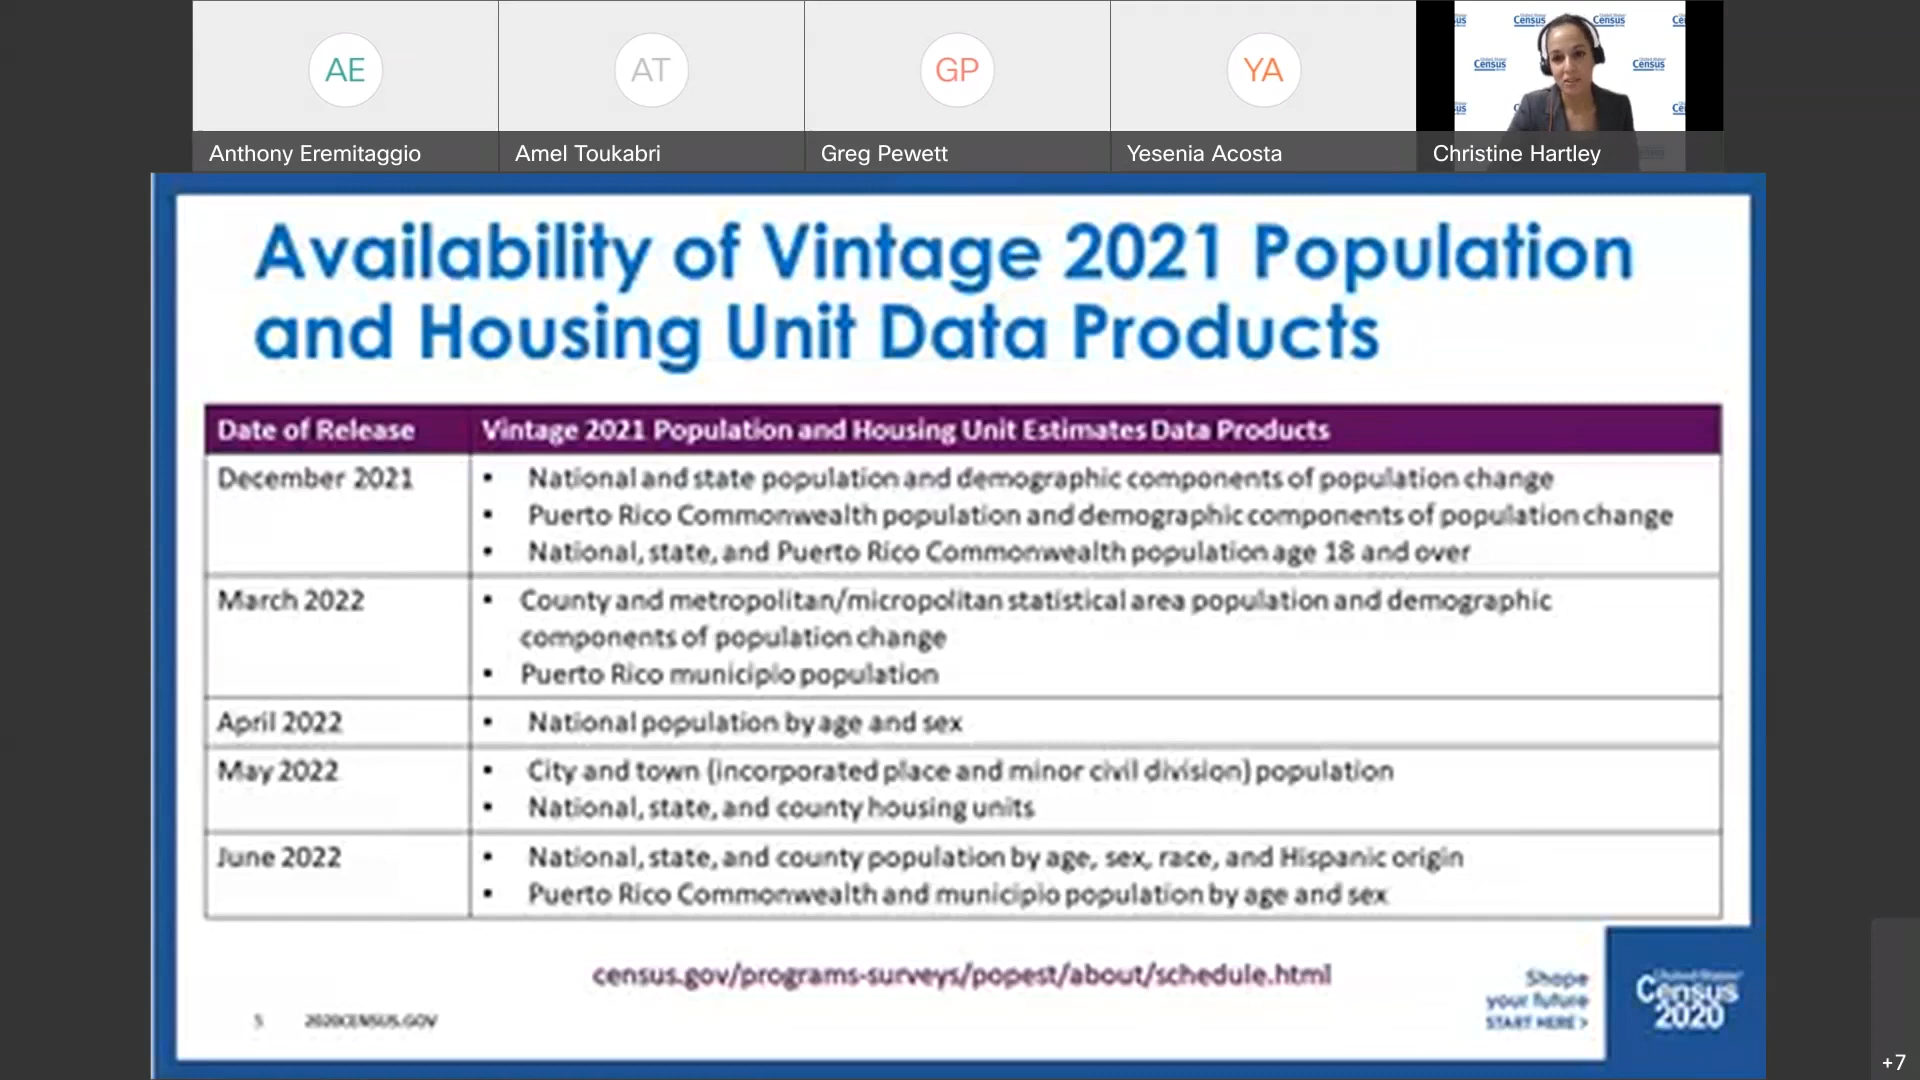 AE
AT
GP
YA
Anthony Eremitaggio
Amel Toukabri
Greg Pewett
Yesenia Acosta
Christine Hartley
Census
Census
Census
Census
Availability of Vintage 2021 Population
and Housing Unit Data Products
Date of Release
Vintage 2021 Population and Housing Unit Estimates Data Products
December 2021
• National and state population and demographic components of population change
• Puerto Rico Commonwealth population and demographic components of population change
• National, state, and Puerto Rico Commonwealth population age 18 and over
March 2022
• County and metropolitan/micropolitan statistical area population and demographic
components of population change
• Puerto Rico municipio population
April 2022
• National population by age and sex
May 2022
• City and town (incorporated place and minor civil division) population
• National, state, and county housing units
June 2022
• National, state, and county population by age, sex, race, and Hispanic origin
• Puerto Rico Commonwealth and municipio population by age and sex
census.gov/programs-surveys/popest/about/schedule.html
5
2020CENSUS.GOV
Shape
your future
START HERE >
United States
Census
2020
+7